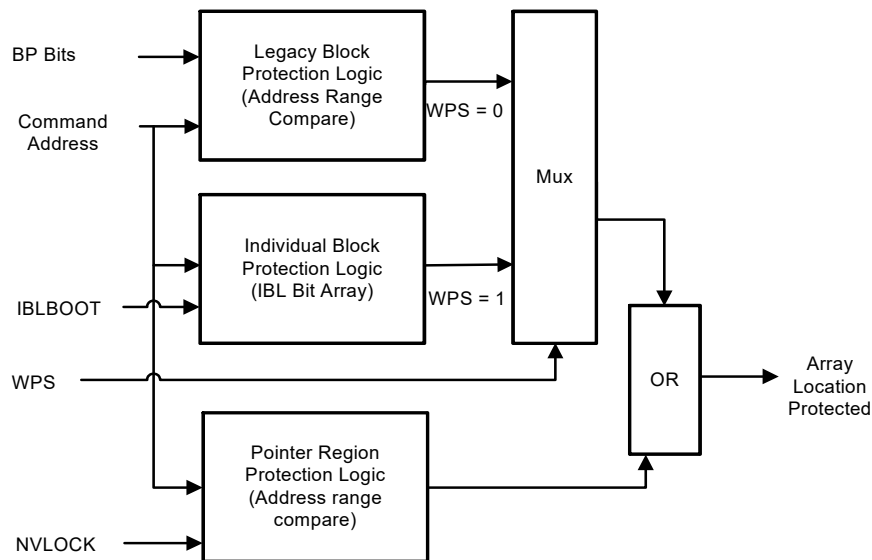 BP Bits
Command
Address
Legacy Block
Protection Logic
(Address Range
Compare)
WPS = 0
Mux
Individual Block
Protection Logic
(IBL Bit Array)
WPS = 1
IBLBOOT
WPS
OR
Array
Location
Protected
Pointer Region
Protection Logic
(Address range
compare)
NVLOCK